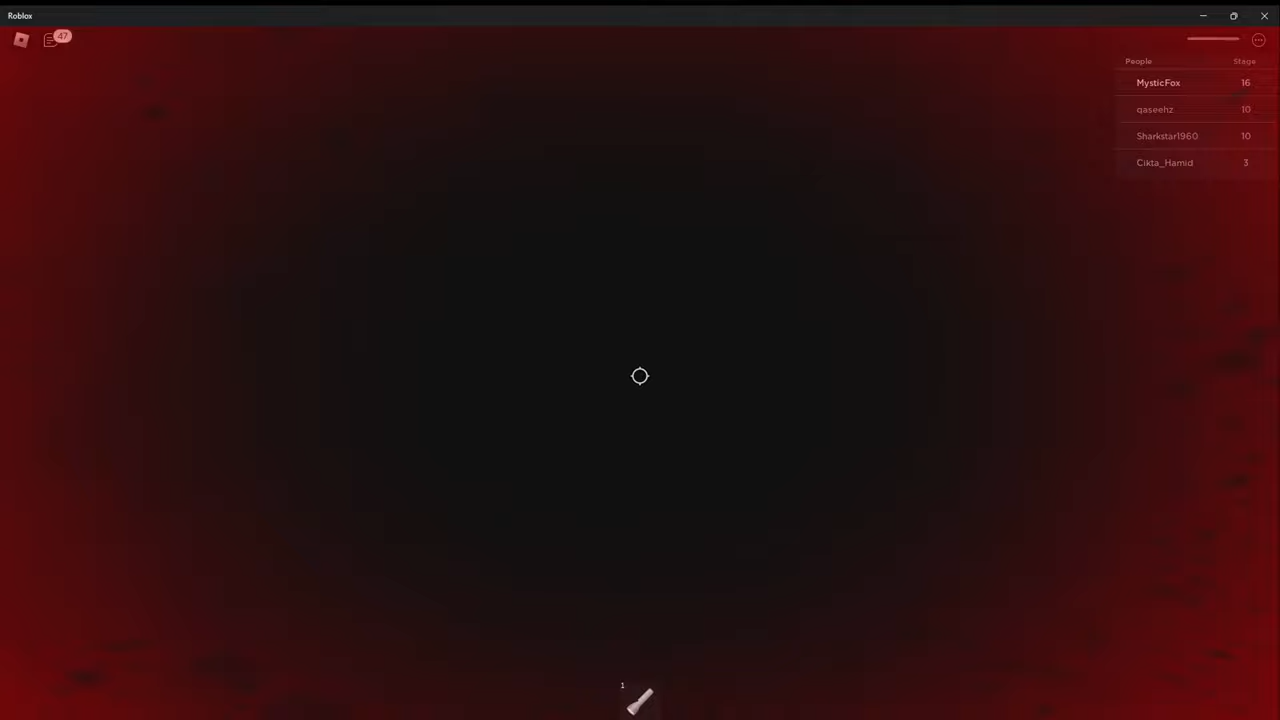 Roblox
47
People Stage
MysticFox 16
qaseehz 10
Sharkstar1960 10
Cikta_Hamid 3
1